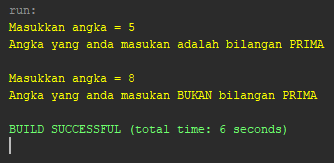 run:
Masukkan angka = 5
Angka yang anda masukan adalah bilangan PRIMA
Masukkan angka = 8
Angka yang anda masukan BUKAN bilangan PRIMA
BUILD SUCCESSFUL (total time: 6 seconds)